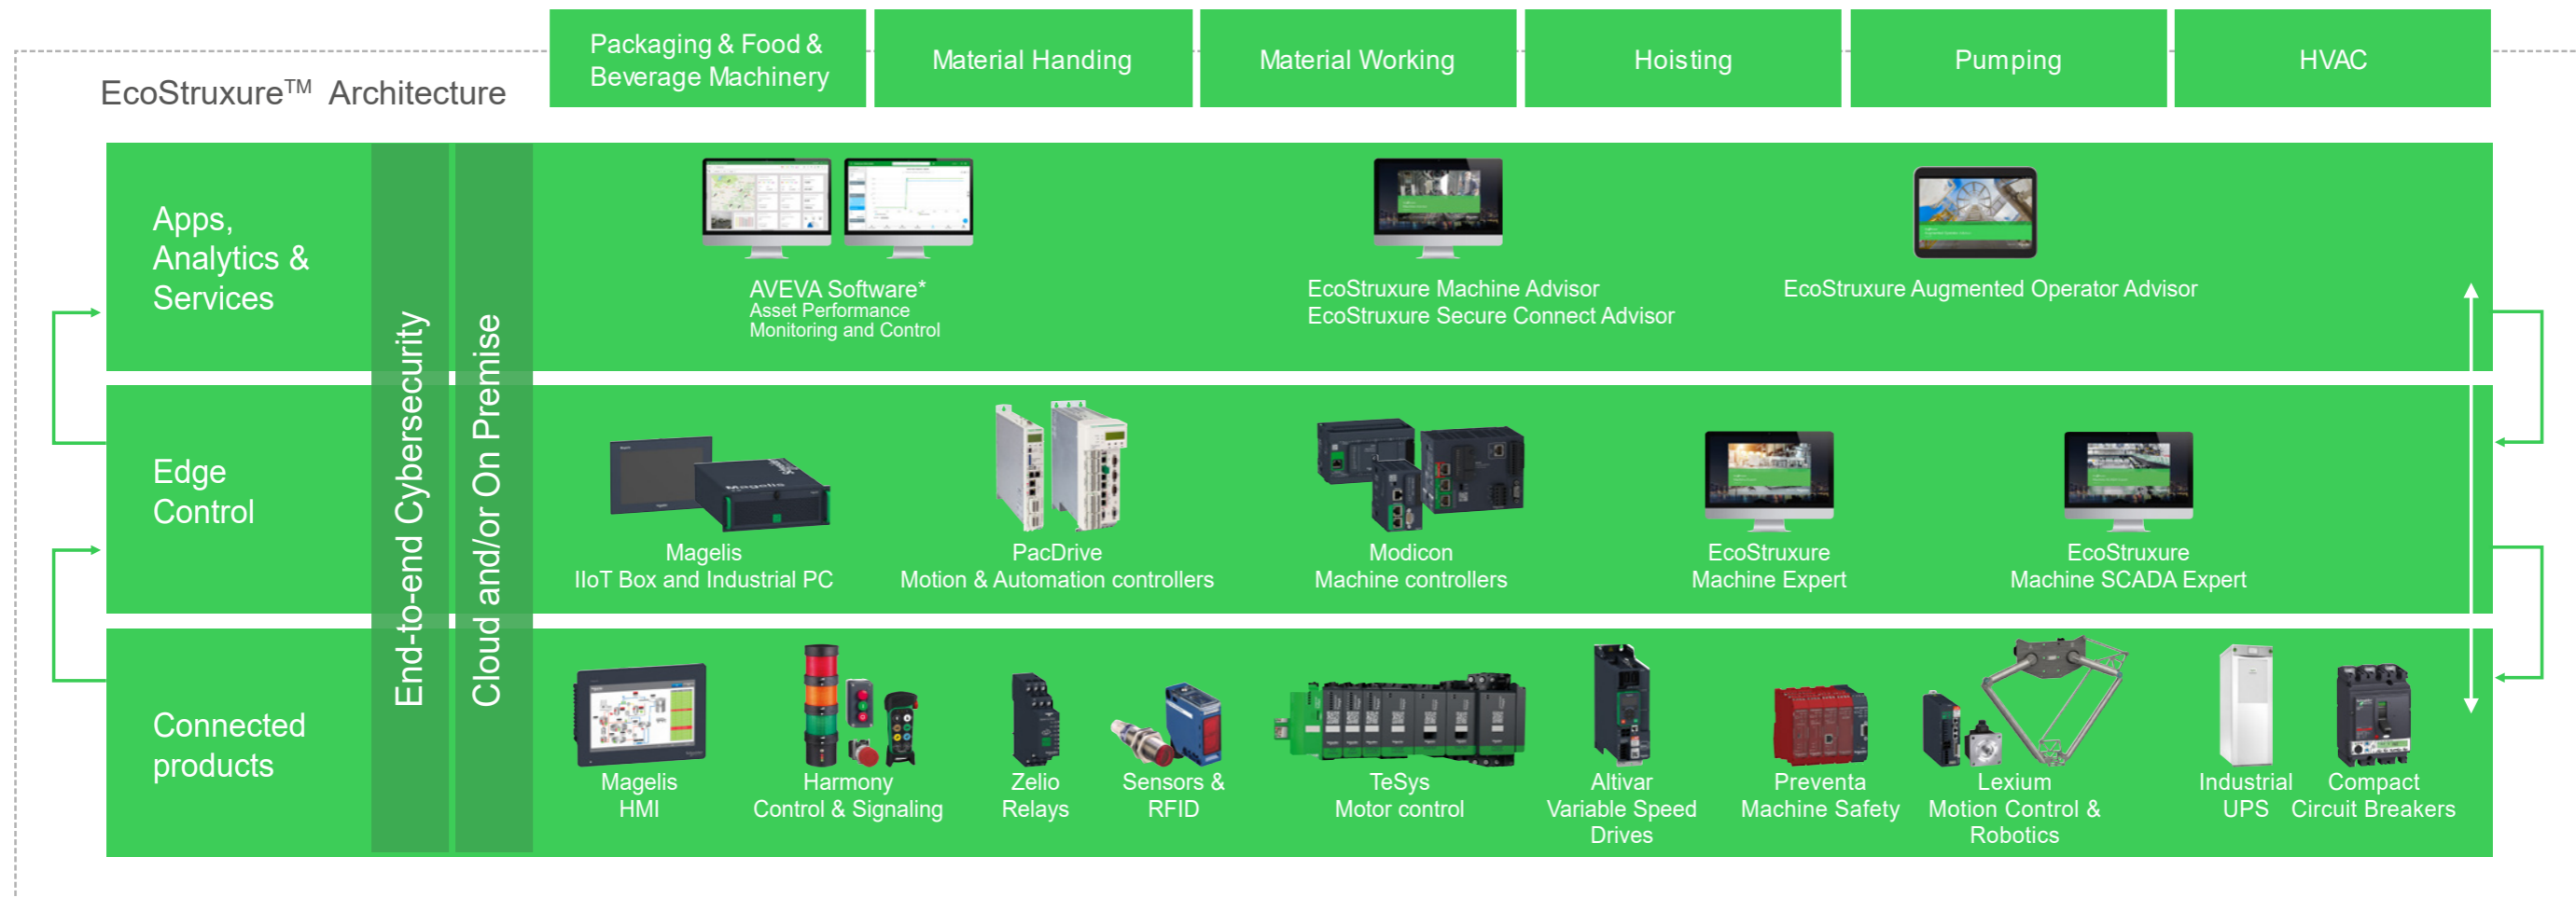 Packaging & Food &
Beverage Machinery
Material Handing
Material Working
Hoisting
Pumping
HVAC
EcoStruxure™ Architecture
Apps,
Analytics &
Services
End-to-end Cybersecurity
Cloud and/or On Premise
AVEVA Software*
Asset Performance
Monitoring and Control
EcoStruxure Machine Advisor
EcoStruxure Secure Connect Advisor
EcoStruxure Augmented Operator Advisor
Edge
Control
Magelis
Magelis
IIoT Box and Industrial PC
PacDrive
Motion & Automation controllers
Modicon
Machine controllers
EcoStruxure
Machine Expert
EcoStruxure
Machine SCADA Expert
Connected
products
Magelis
HMI
Harmony
Control & Signaling
Zelio
Relays
Sensors &
RFID
TeSys
Motor control
Altivar
Variable Speed
Drives
Preventa
Machine Safety
Lexium
Motion Control &
Robotics
Industrial
UPS
Compact
Circuit Breakers